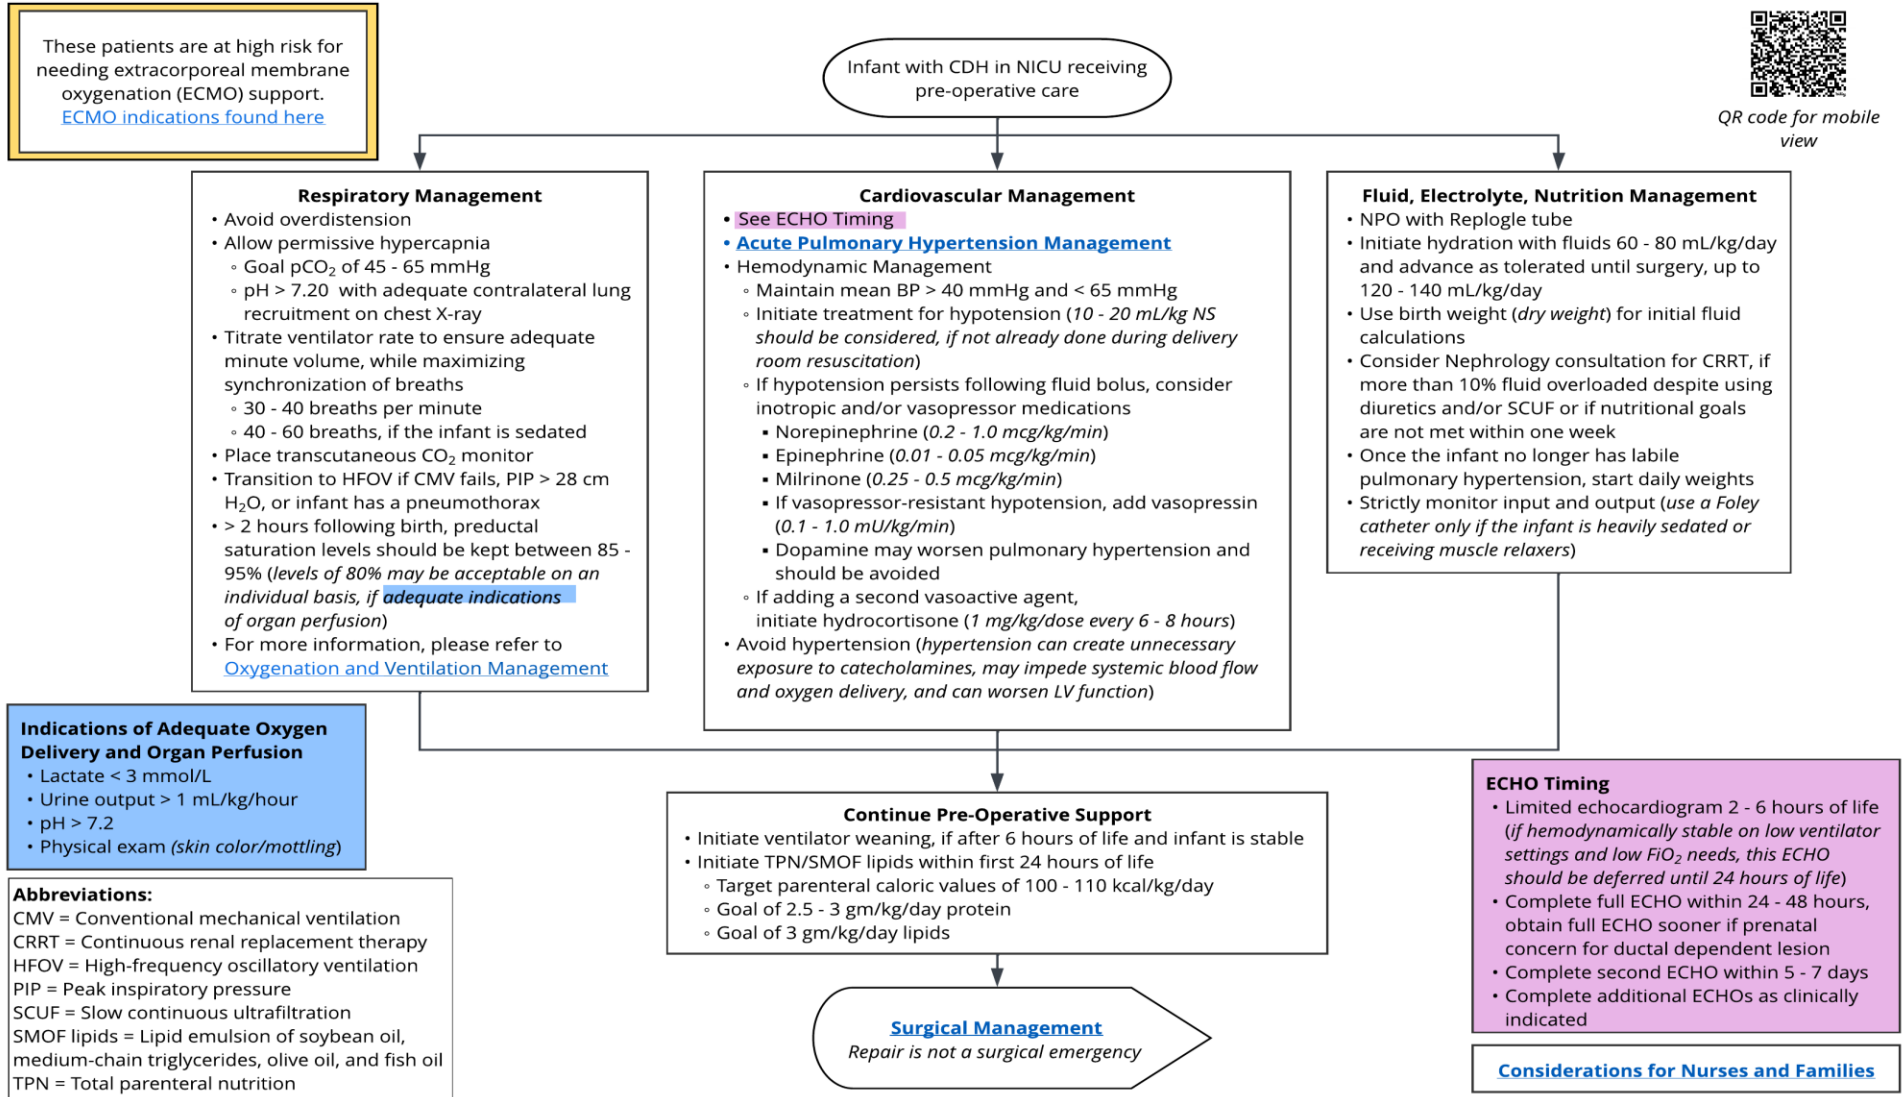 These patients are at high risk for
needing extracorporeal membrane
oxygenation (ECMO) support.
ECMO indications found here
Infant with CDH in NICU receiving
pre-operative care
QR code for mobile
view
Respiratory Management
• Avoid overdistension
• Allow permissive hypercapnia
◦ Goal pCO₂ of 45 - 65 mmHg
◦ pH > 7.20 with adequate contralateral lung
recruitment on chest X-ray
• Titrate ventilator rate to ensure adequate
minute volume, while maximizing
synchronization of breaths
◦ 30 - 40 breaths per minute
◦ 40 - 60 breaths, if the infant is sedated
• Place transcutaneous CO₂ monitor
• Transition to HFOV if CMV fails, PIP > 28 cm
H₂O, or infant has a pneumothorax
• > 2 hours following birth, preductal
saturation levels should be kept between 85 -
95% (levels of 80% may be acceptable on an
individual basis, if adequate indications
of organ perfusion)
• For more information, please refer to
Oxygenation and Ventilation Management
Cardiovascular Management
• See ECHO Timing
• Acute Pulmonary Hypertension Management
• Hemodynamic Management
◦ Maintain mean BP > 40 mmHg and < 65 mmHg
◦ Initiate treatment for hypotension (10 - 20 mL/kg NS
should be considered, if not already done during delivery
room resuscitation)
◦ If hypotension persists following fluid bolus, consider
inotropic and/or vasopressor medications
▪ Norepinephrine (0.2 - 1.0 mcg/kg/min)
▪ Epinephrine (0.01 - 0.05 mcg/kg/min)
▪ Milrinone (0.25 - 0.5 mcg/kg/min)
▪ If vasopressor-resistant hypotension, add vasopressin
(0.1 - 1.0 mU/kg/min)
▪ Dopamine may worsen pulmonary hypertension and
should be avoided
◦ If adding a second vasoactive agent,
initiate hydrocortisone (1 mg/kg/dose every 6 - 8 hours)
• Avoid hypertension (hypertension can create unnecessary
exposure to catecholamines, may impede systemic blood flow
and oxygen delivery, and can worsen LV function)
Fluid, Electrolyte, Nutrition Management
• NPO with Replogle tube
• Initiate hydration with fluids 60 - 80 mL/kg/day
and advance as tolerated until surgery, up to
120 - 140 mL/kg/day
• Use birth weight (dry weight) for initial fluid
calculations
• Consider Nephrology consultation for CRRT, if
more than 10% fluid overloaded despite using
diuretics and/or SCUF or if nutritional goals
are not met within one week
• Once the infant no longer has labile
pulmonary hypertension, start daily weights
• Strictly monitor input and output (use a Foley
catheter only if the infant is heavily sedated or
receiving muscle relaxers)
Indications of Adequate Oxygen
Delivery and Organ Perfusion
• Lactate < 3 mmol/L
• Urine output > 1 mL/kg/hour
• pH > 7.2
• Physical exam (skin color/mottling)
Abbreviations:
CMV = Conventional mechanical ventilation
CRRT = Continuous renal replacement therapy
HFOV = High-frequency oscillatory ventilation
PIP = Peak inspiratory pressure
SCUF = Slow continuous ultrafiltration
SMOF lipids = Lipid emulsion of soybean oil,
medium-chain triglycerides, olive oil, and fish oil
TPN = Total parenteral nutrition
Continue Pre-Operative Support
• Initiate ventilator weaning, if after 6 hours of life and infant is stable
• Initiate TPN/SMOF lipids within first 24 hours of life
◦ Target parenteral caloric values of 100 - 110 kcal/kg/day
◦ Goal of 2.5 - 3 gm/kg/day protein
◦ Goal of 3 gm/kg/day lipids
Surgical Management
Repair is not a surgical emergency
ECHO Timing
• Limited echocardiogram 2 - 6 hours of life
(if hemodynamically stable on low ventilator
settings and low FiO₂ needs, this ECHO
should be deferred until 24 hours of life)
• Complete full ECHO within 24 - 48 hours,
obtain full ECHO sooner if prenatal
concern for ductal dependent lesion
• Complete second ECHO within 5 - 7 days
• Complete additional ECHOs as clinically
indicated
Considerations for Nurses and Families